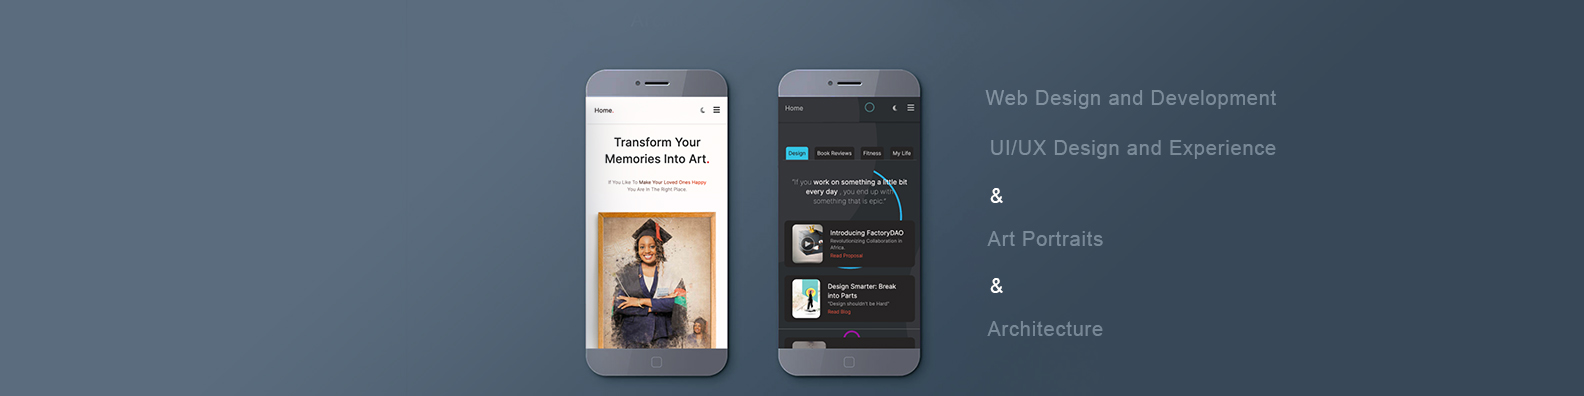 Home.
Transform Your
Memories Into Art.
If You Like To Make Your Loved Ones Happy
You Are In The Right Place.
Home
Design
Book Reviews
Fitness
My Life
"If you work on something a little bit
every day , you end up with
something that is epic."
Introducing FactoryDAO
Revolutionizing Collaboration in
Africa.
Read Proposal
Design Smarter: Break
into Parts
"Design shouldn't be Hard"
Read Blog
Web Design and Development
UI/UX Design and Experience
&
Art Portraits
&
Architecture